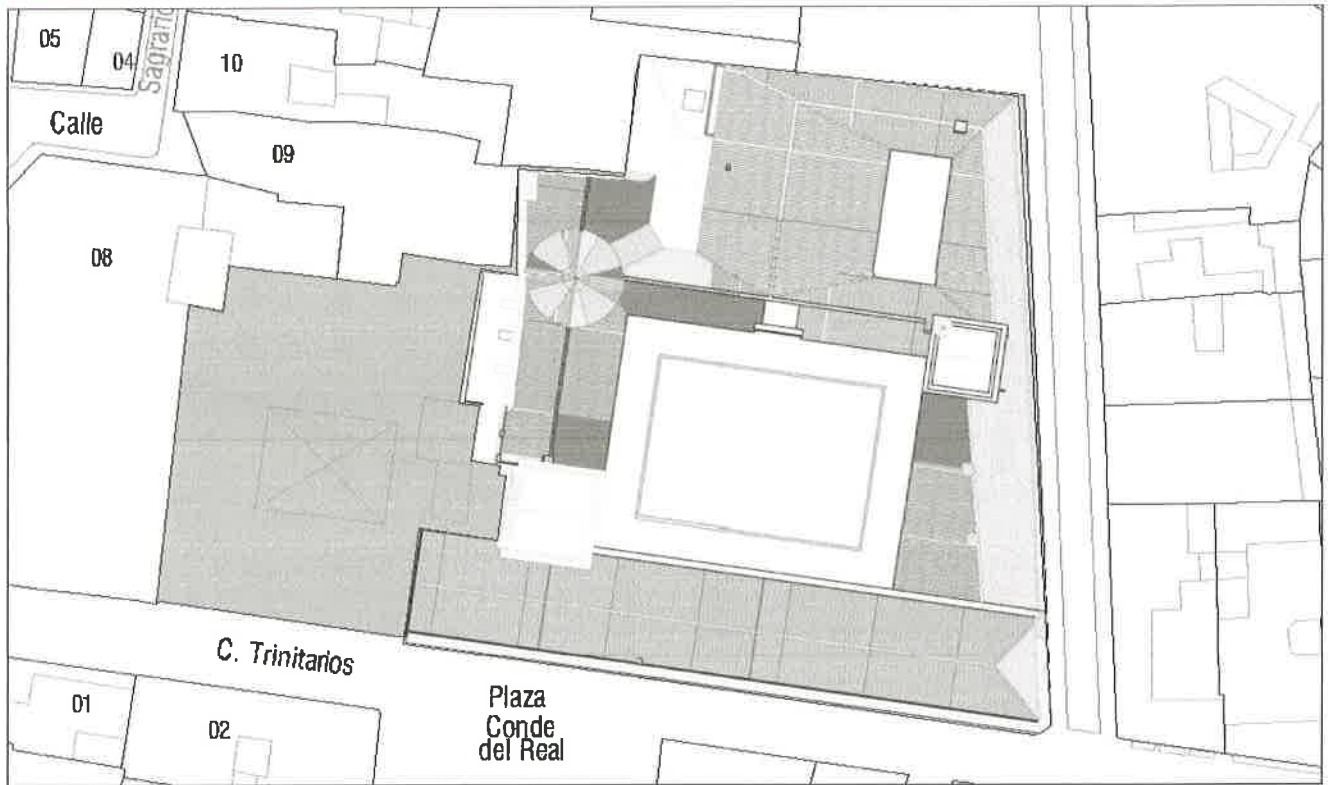 05
04
Sagrario
10
Calle
09
08
C. Trinitarios
Plaza
Conde
del Real
01
02